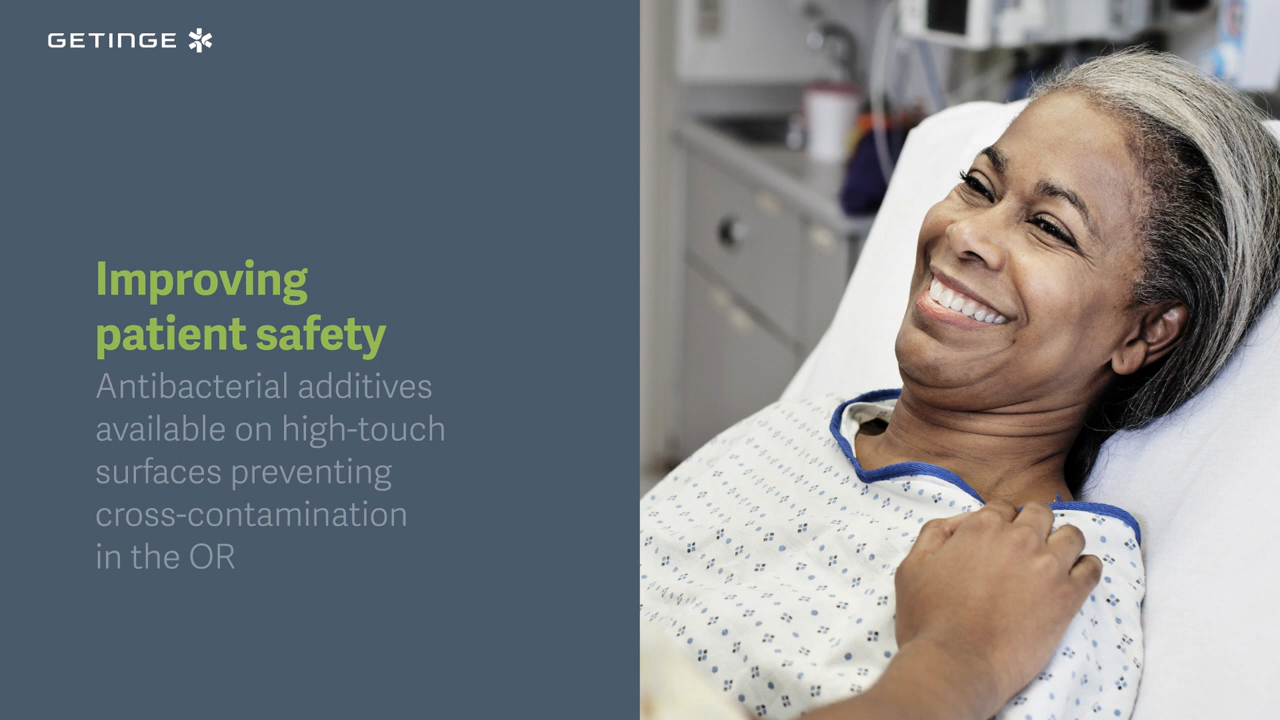 GETINGE
Improving
patient safety
Antibacterial additives
available on high-touch
surfaces preventing
cross-contamination
in the OR